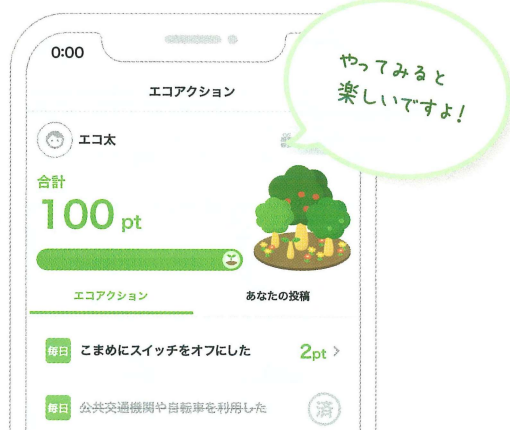 0:00
やってみると
楽しいですよ!
エコアクション
エコ太
合計
100 pt
エコアクション
あなたの投稿
毎日
こまめにスイッチをオフにした
2pt >
毎日
公共交通機関や自転車を利用した
済